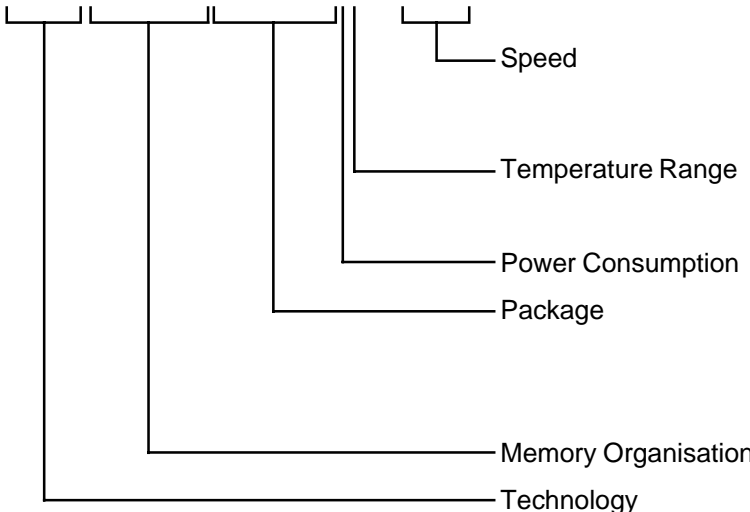 Speed
Temperature Range
Power Consumption
Package
Memory Organisation
Technology